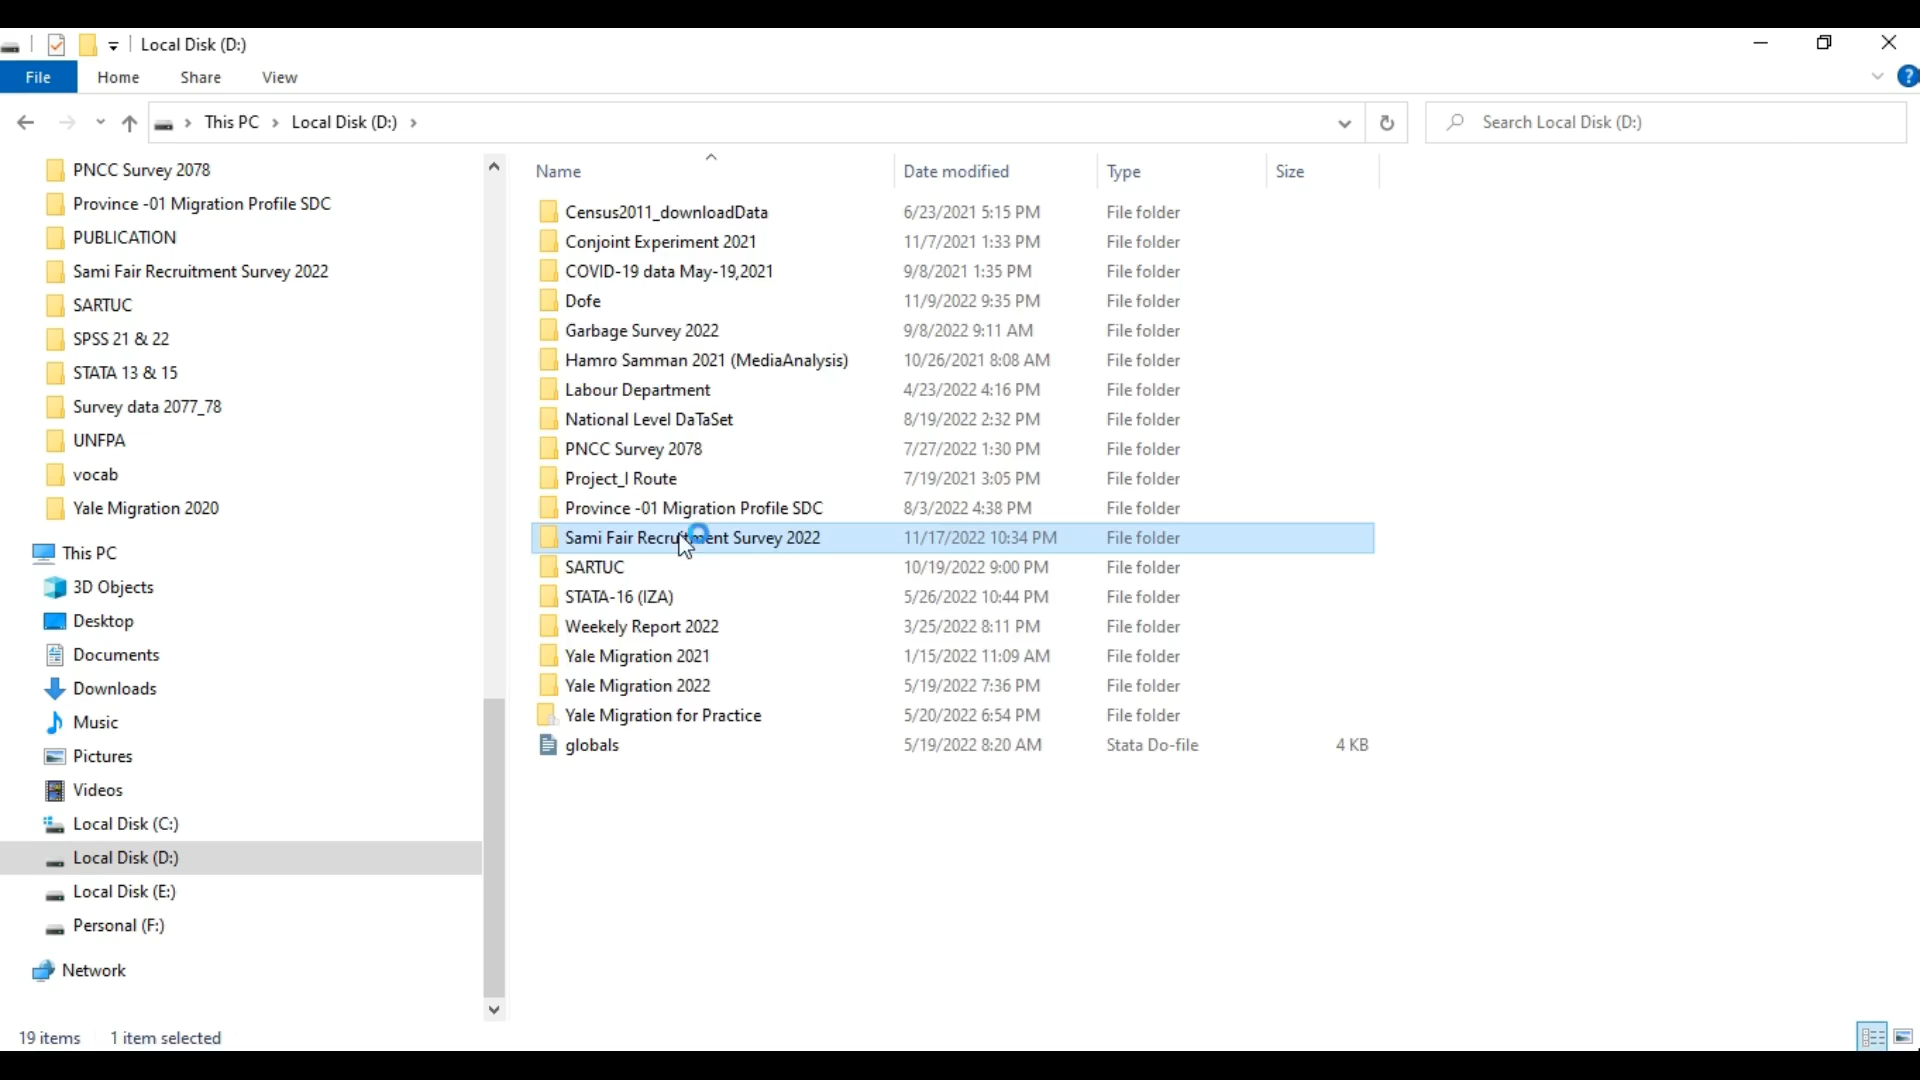 Local Disk (D:)
File Home Share View
This PC Local Disk (D:)
Search Local Disk (D:)
PNCC Survey 2078
Province -01 Migration Profile SDC
PUBLICATION
Sami Fair Recruitment Survey 2022
SARTUC
SPSS 21 & 22
STATA 13 & 15
Survey data 2077_78
UNFPA
vocab
Yale Migration 2020
This PC
3D Objects
Desktop
Documents
Downloads
Music
Pictures
Videos
Local Disk (C:)
Local Disk (D:)
Local Disk (E:)
Personal (F:)
Network
Name Date modified Type Size
Census2011_downloadData 6/23/2021 5:15 PM File folder
Conjoint Experiment 2021 11/7/2021 1:33 PM File folder
COVID-19 data May-19,2021 9/8/2021 1:35 PM File folder
Dofe 11/9/2022 9:35 PM File folder
Garbage Survey 2022 9/8/2022 9:11 AM File folder
Hamro Samman 2021 (MediaAnalysis) 10/26/2021 8:08 AM File folder
Labour Department 4/23/2022 4:16 PM File folder
National Level DaTaSet 8/19/2022 2:32 PM File folder
PNCC Survey 2078 7/27/2022 1:30 PM File folder
Project_I Route 7/19/2021 3:05 PM File folder
Province -01 Migration Profile SDC 8/3/2022 4:38 PM File folder
Sami Fair Recruitment Survey 2022 11/17/2022 10:34 PM File folder
SARTUC 10/19/2022 9:00 PM File folder
STATA-16 (IZA) 5/26/2022 10:44 PM File folder
Weekely Report 2022 3/25/2022 8:11 PM File folder
Yale Migration 2021 1/15/2022 11:09 AM File folder
Yale Migration 2022 5/19/2022 7:36 PM File folder
Yale Migration for Practice 5/20/2022 6:54 PM File folder
globals 5/19/2022 8:20 AM Stata Do-file 4 KB
19 items 1 item selected